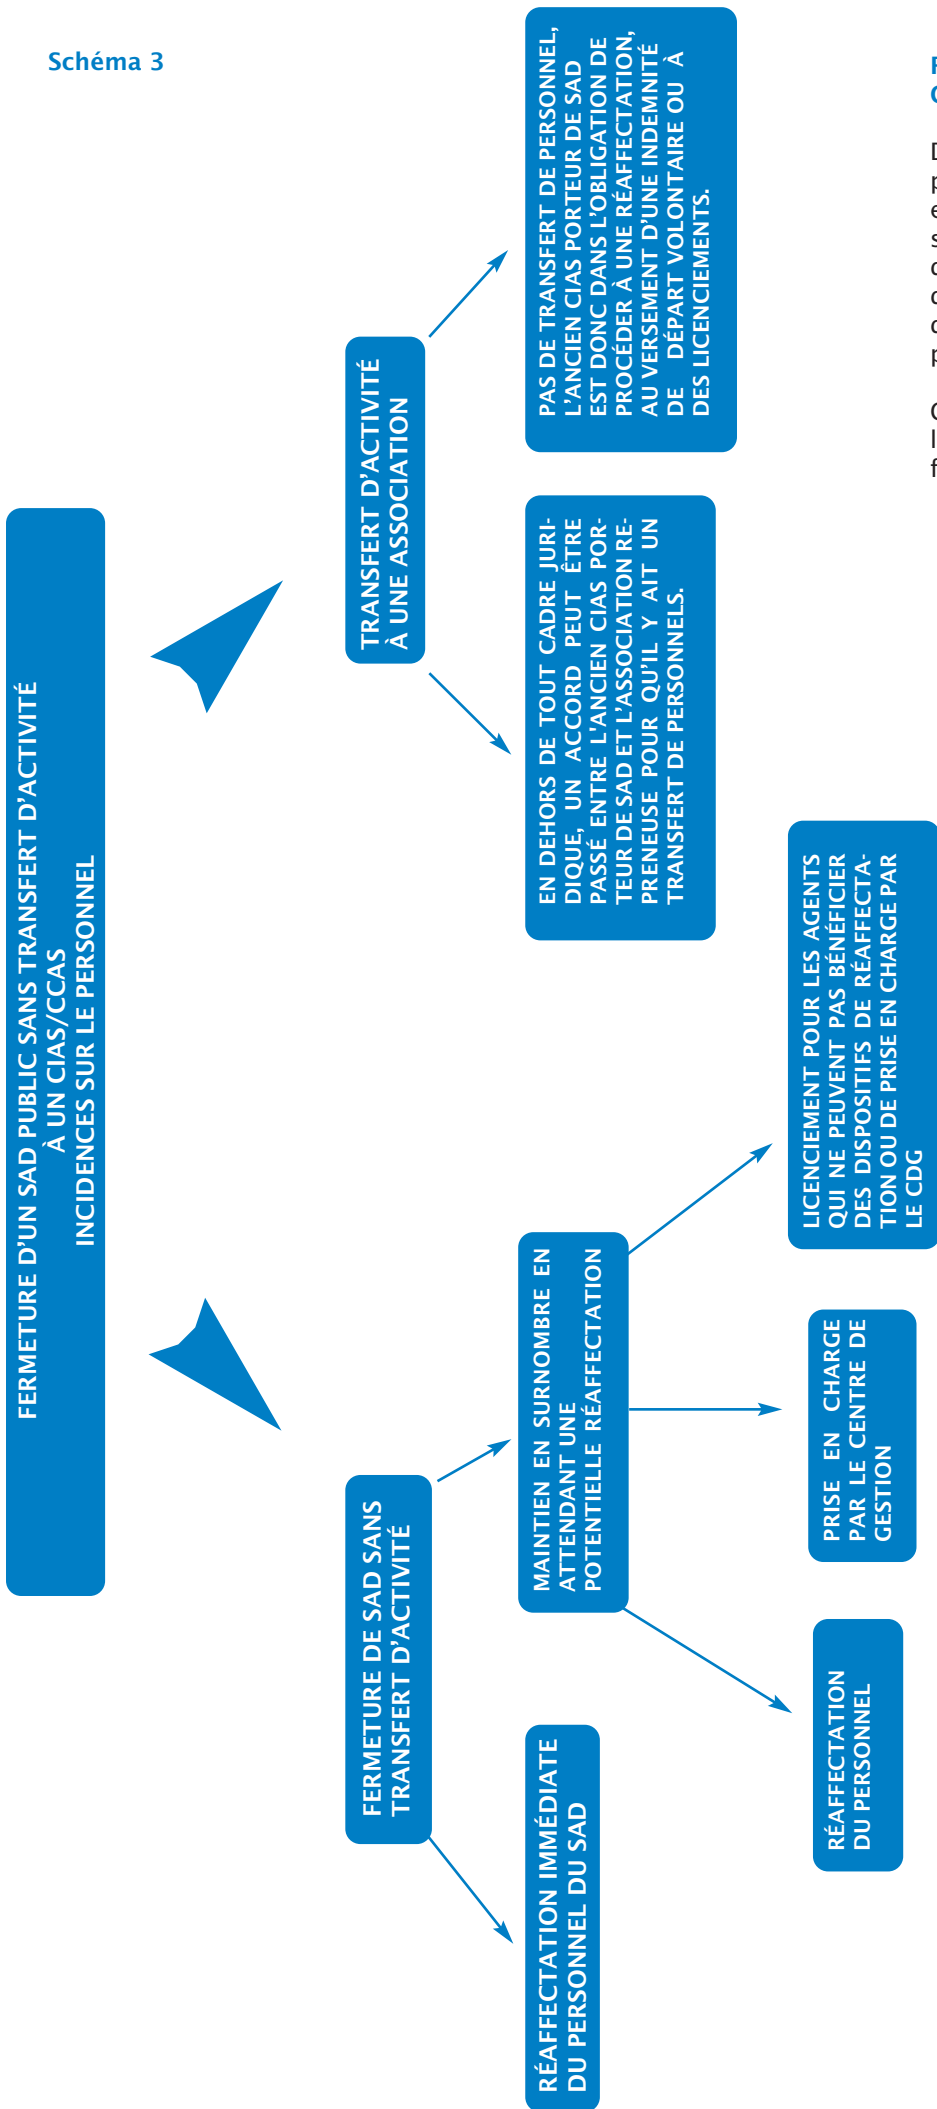 Schéma 3
FERMETURE D'UN SAD PUBLIC SANS TRANSFERT D'ACTIVITÉ
À UN CIAS/CCAS
INCIDENCES SUR LE PERSONNEL
FERMETURE DE SAD SANS
TRANSFERT D'ACTIVITÉ
TRANSFERT D'ACTIVITÉ
À UNE ASSOCIATION
RÉAFFECTATION IMMÉDIATE
DU PERSONNEL DU SAD
MAINTIEN EN SURNOMBRE EN
ATTENDANT UNE
POTENTIELLE RÉAFFECTATION
EN DEHORS DE TOUT CADRE JURI-
DIQUE, UN ACCORD PEUT ÊTRE
PASSÉ ENTRE L'ANCIEN CIAS POR-
TEUR DE SAD ET L'ASSOCIATION RE-
PRENEUSE POUR QU'IL Y AIT UN
TRANSFERT DE PERSONNELS.
PAS DE TRANSFERT DE PERSONNEL,
L'ANCIEN CIAS PORTEUR DE SAD
EST DONC DANS L'OBLIGATION DE
PROCÉDER À UNE RÉAFFECTATION,
AU VERSEMENT D'UNE INDEMNITÉ
DE DÉPART VOLONTAIRE OU À
DES LICENCIEMENTS.
RÉAFFECTATION
DU PERSONNEL
PRISE EN CHARGE
PAR LE CENTRE DE
GESTION
LICENCIEMENT POUR LES AGENTS
QUI NE PEUVENT PAS BÉNÉFICIER
DES DISPOSITIFS DE RÉAFFECTA-
TION OU DE PRISE EN CHARGE PAR
LE CDG